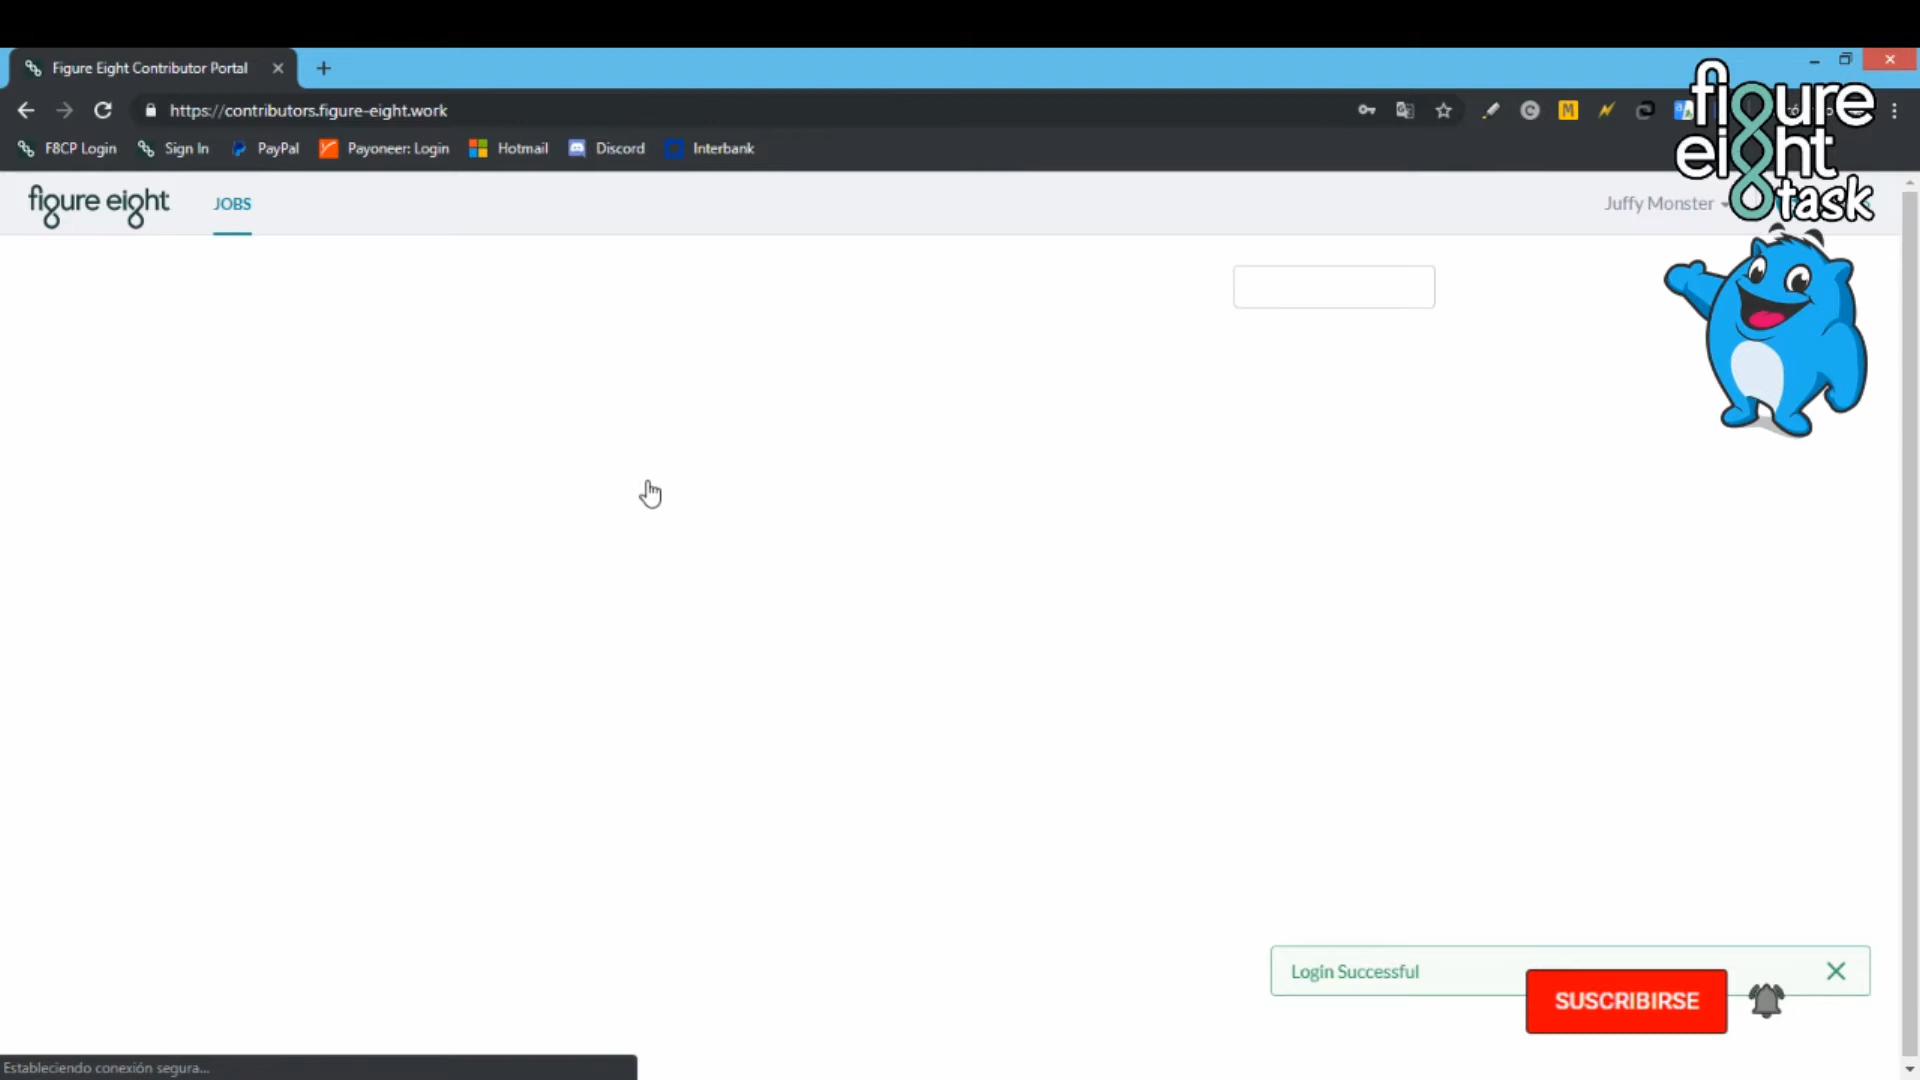 Figure Eight Contributor Portal
https://contributors.figure-eight.work
F8CP Login
Sign In
PayPal
Payoneer: Login
Hotmail
Discord
Interbank
figure eight
JOBS
Juffy Monster
figure
eight
task
Login Successful
SUSCRIBIRSE
Estableciendo conexión segura...